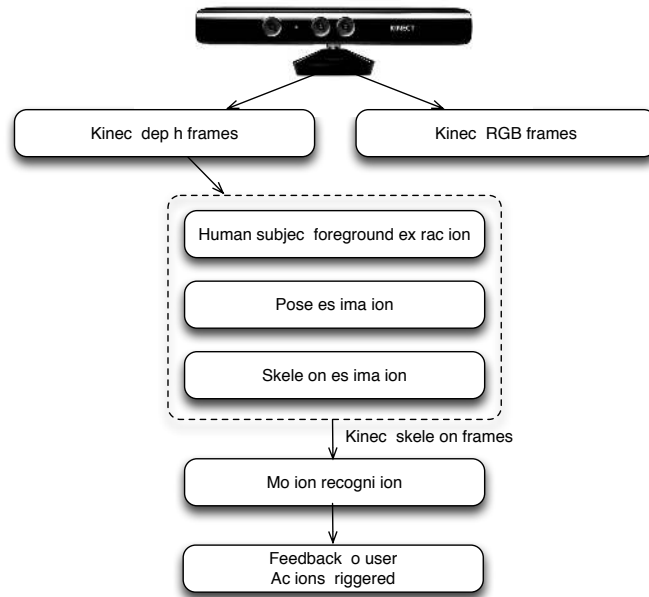 KINECT
Kinec dep h frames
Kinec RGB frames
Human subjec foreground ex rac ion
Pose es ima ion
Skele on es ima ion
Kinec skele on frames
Mo ion recogni ion
Feedback o user
Ac ions riggered